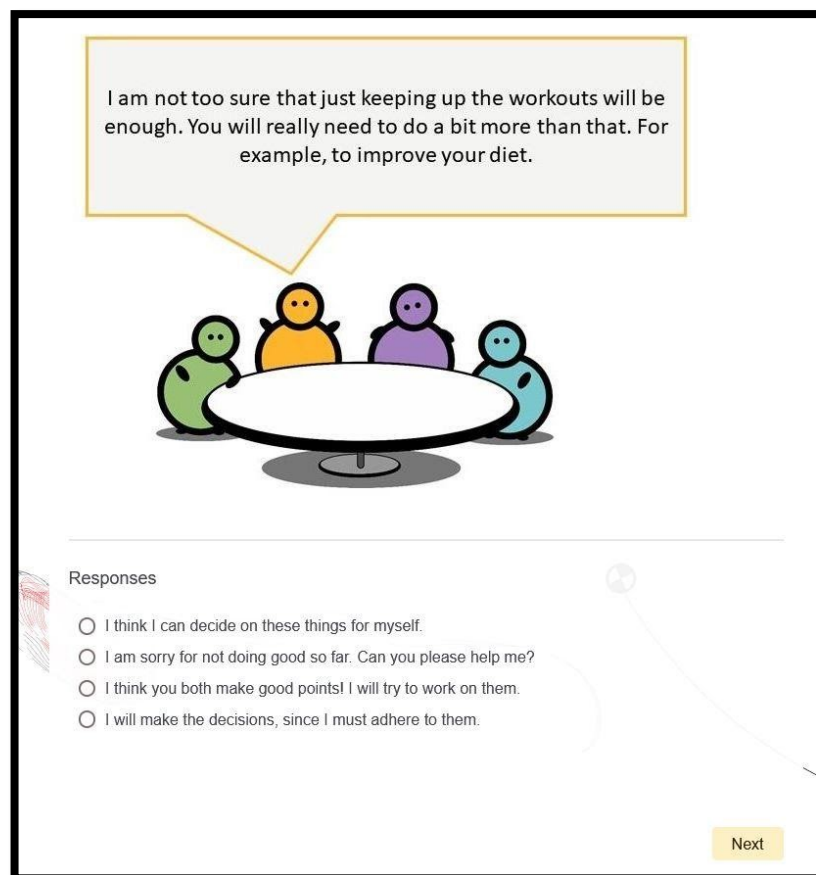 I am not too sure that just keeping up the workouts will be
enough. You will really need to do a bit more than that. For
example, to improve your diet.
Responses
I think I can decide on these things for myself.
I am sorry for not doing good so far. Can you please help me?
I think you both make good points! I will try to work on them.
I will make the decisions, since I must adhere to them.
Next